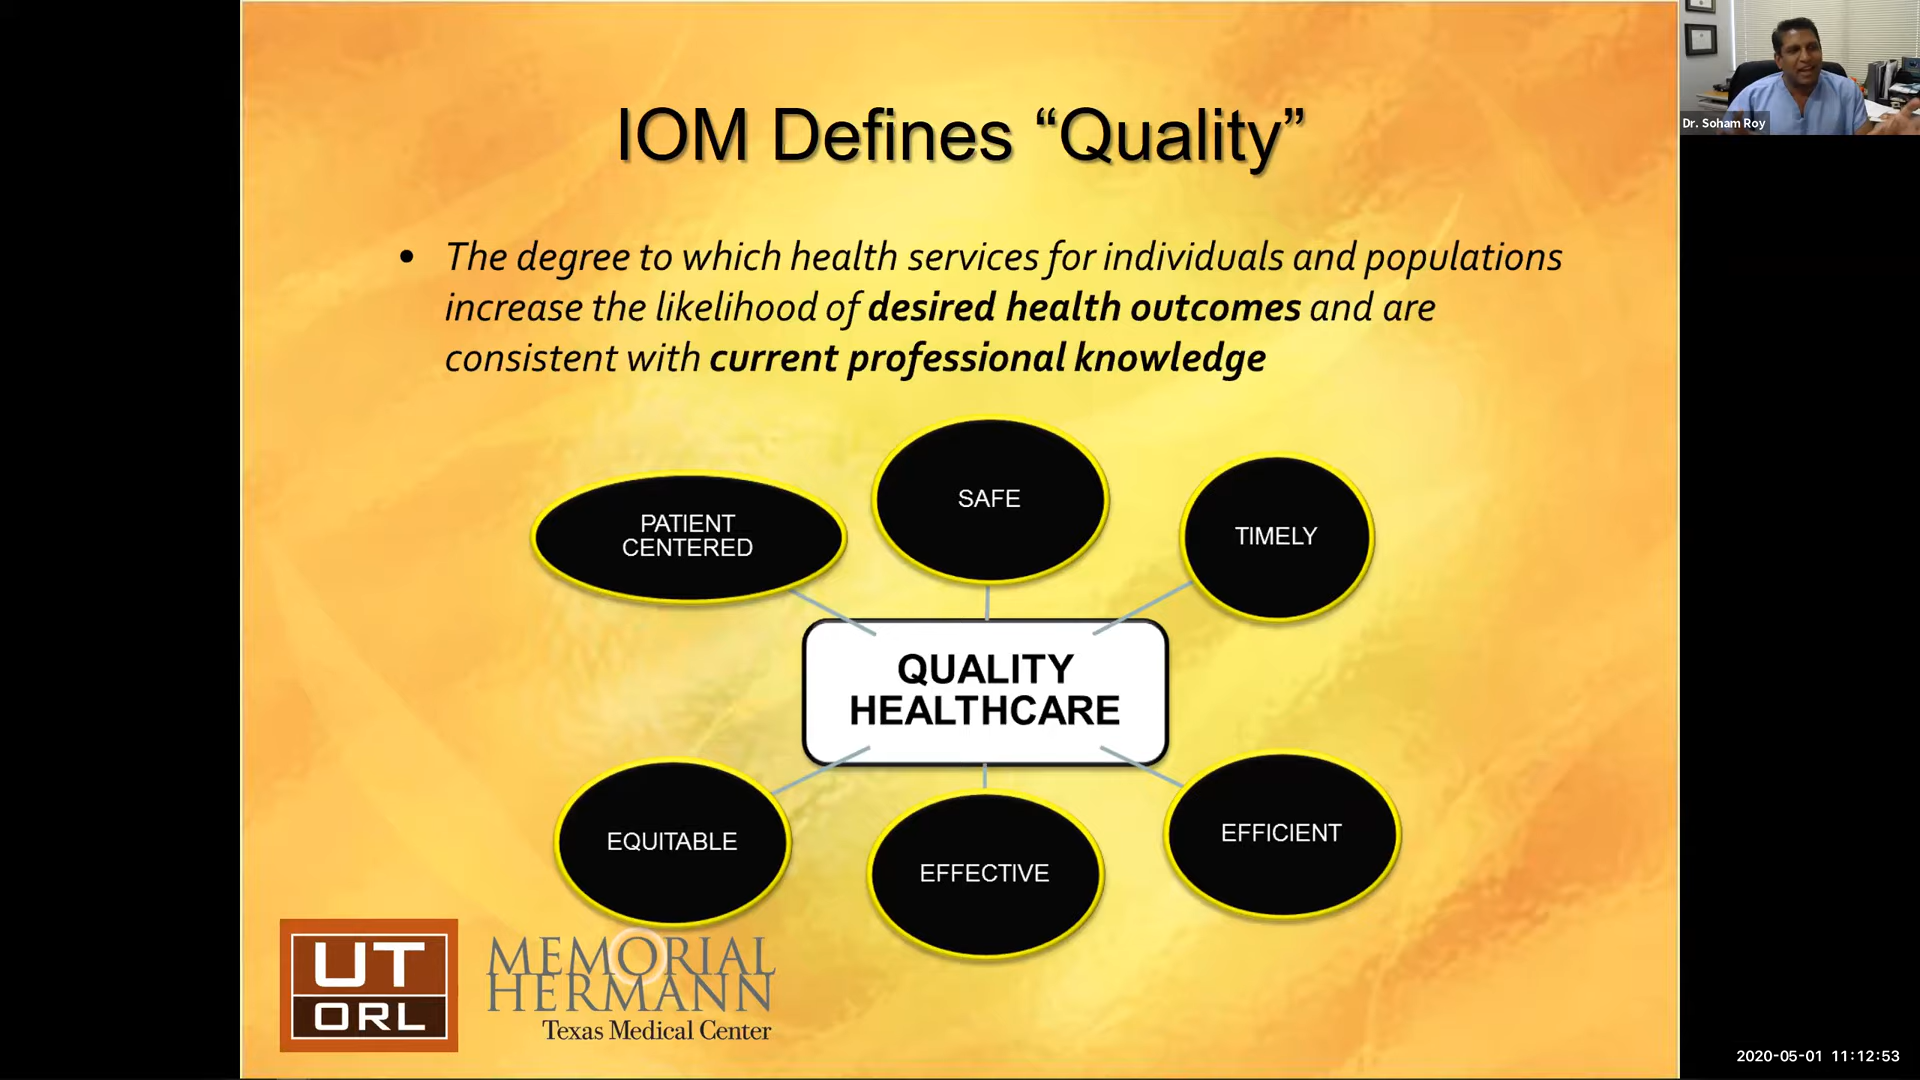 IOM Defines “Quality”
• The degree to which health services for individuals and populations
increase the likelihood of desired health outcomes and are
consistent with current professional knowledge
PATIENT
CENTERED
SAFE
TIMELY
QUALITY
HEALTHCARE
EQUITABLE
EFFECTIVE
EFFICIENT
UT
ORL
MEMORIAL
HERMANN
Texas Medical Center
Dr. Soham Roy
2020-05-01 11:12:53